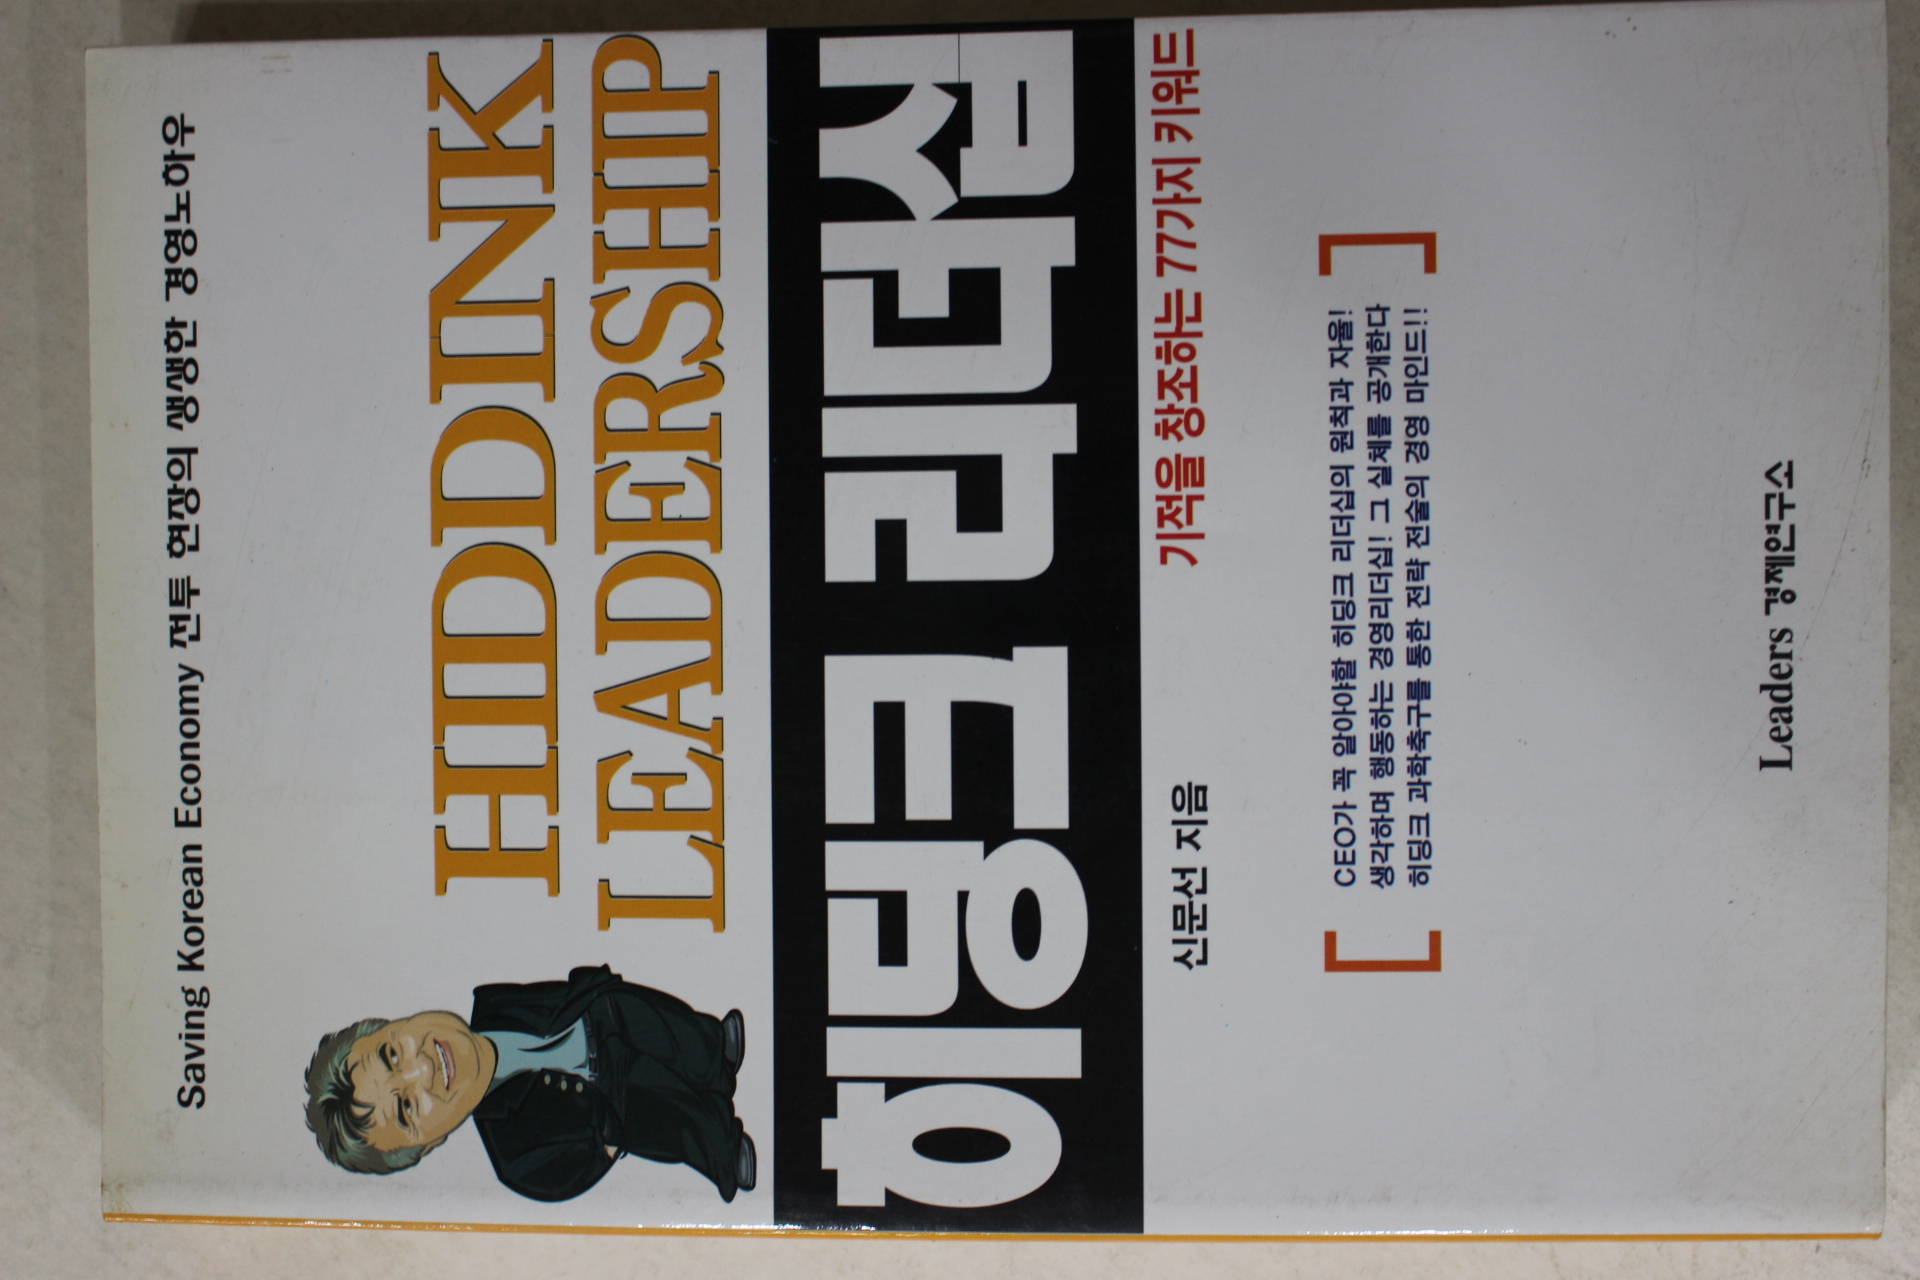 Saving Korean Economy 전투 현장의 생생한 경영노하우
HIDDINK
LEADERSHIP
히딩크 리더십
신문선 지음
기적을 창조하는 77가지 키워드
[ CEO가 꼭 알아야할 히딩크 리더십의 원칙과 자율!
생각하며 행동하는 경영리더십! 그 실체를 공개한다
히딩크 과학축구를 통한 전략 전술의 경영 마인드!! ]
Leaders 경제연구소